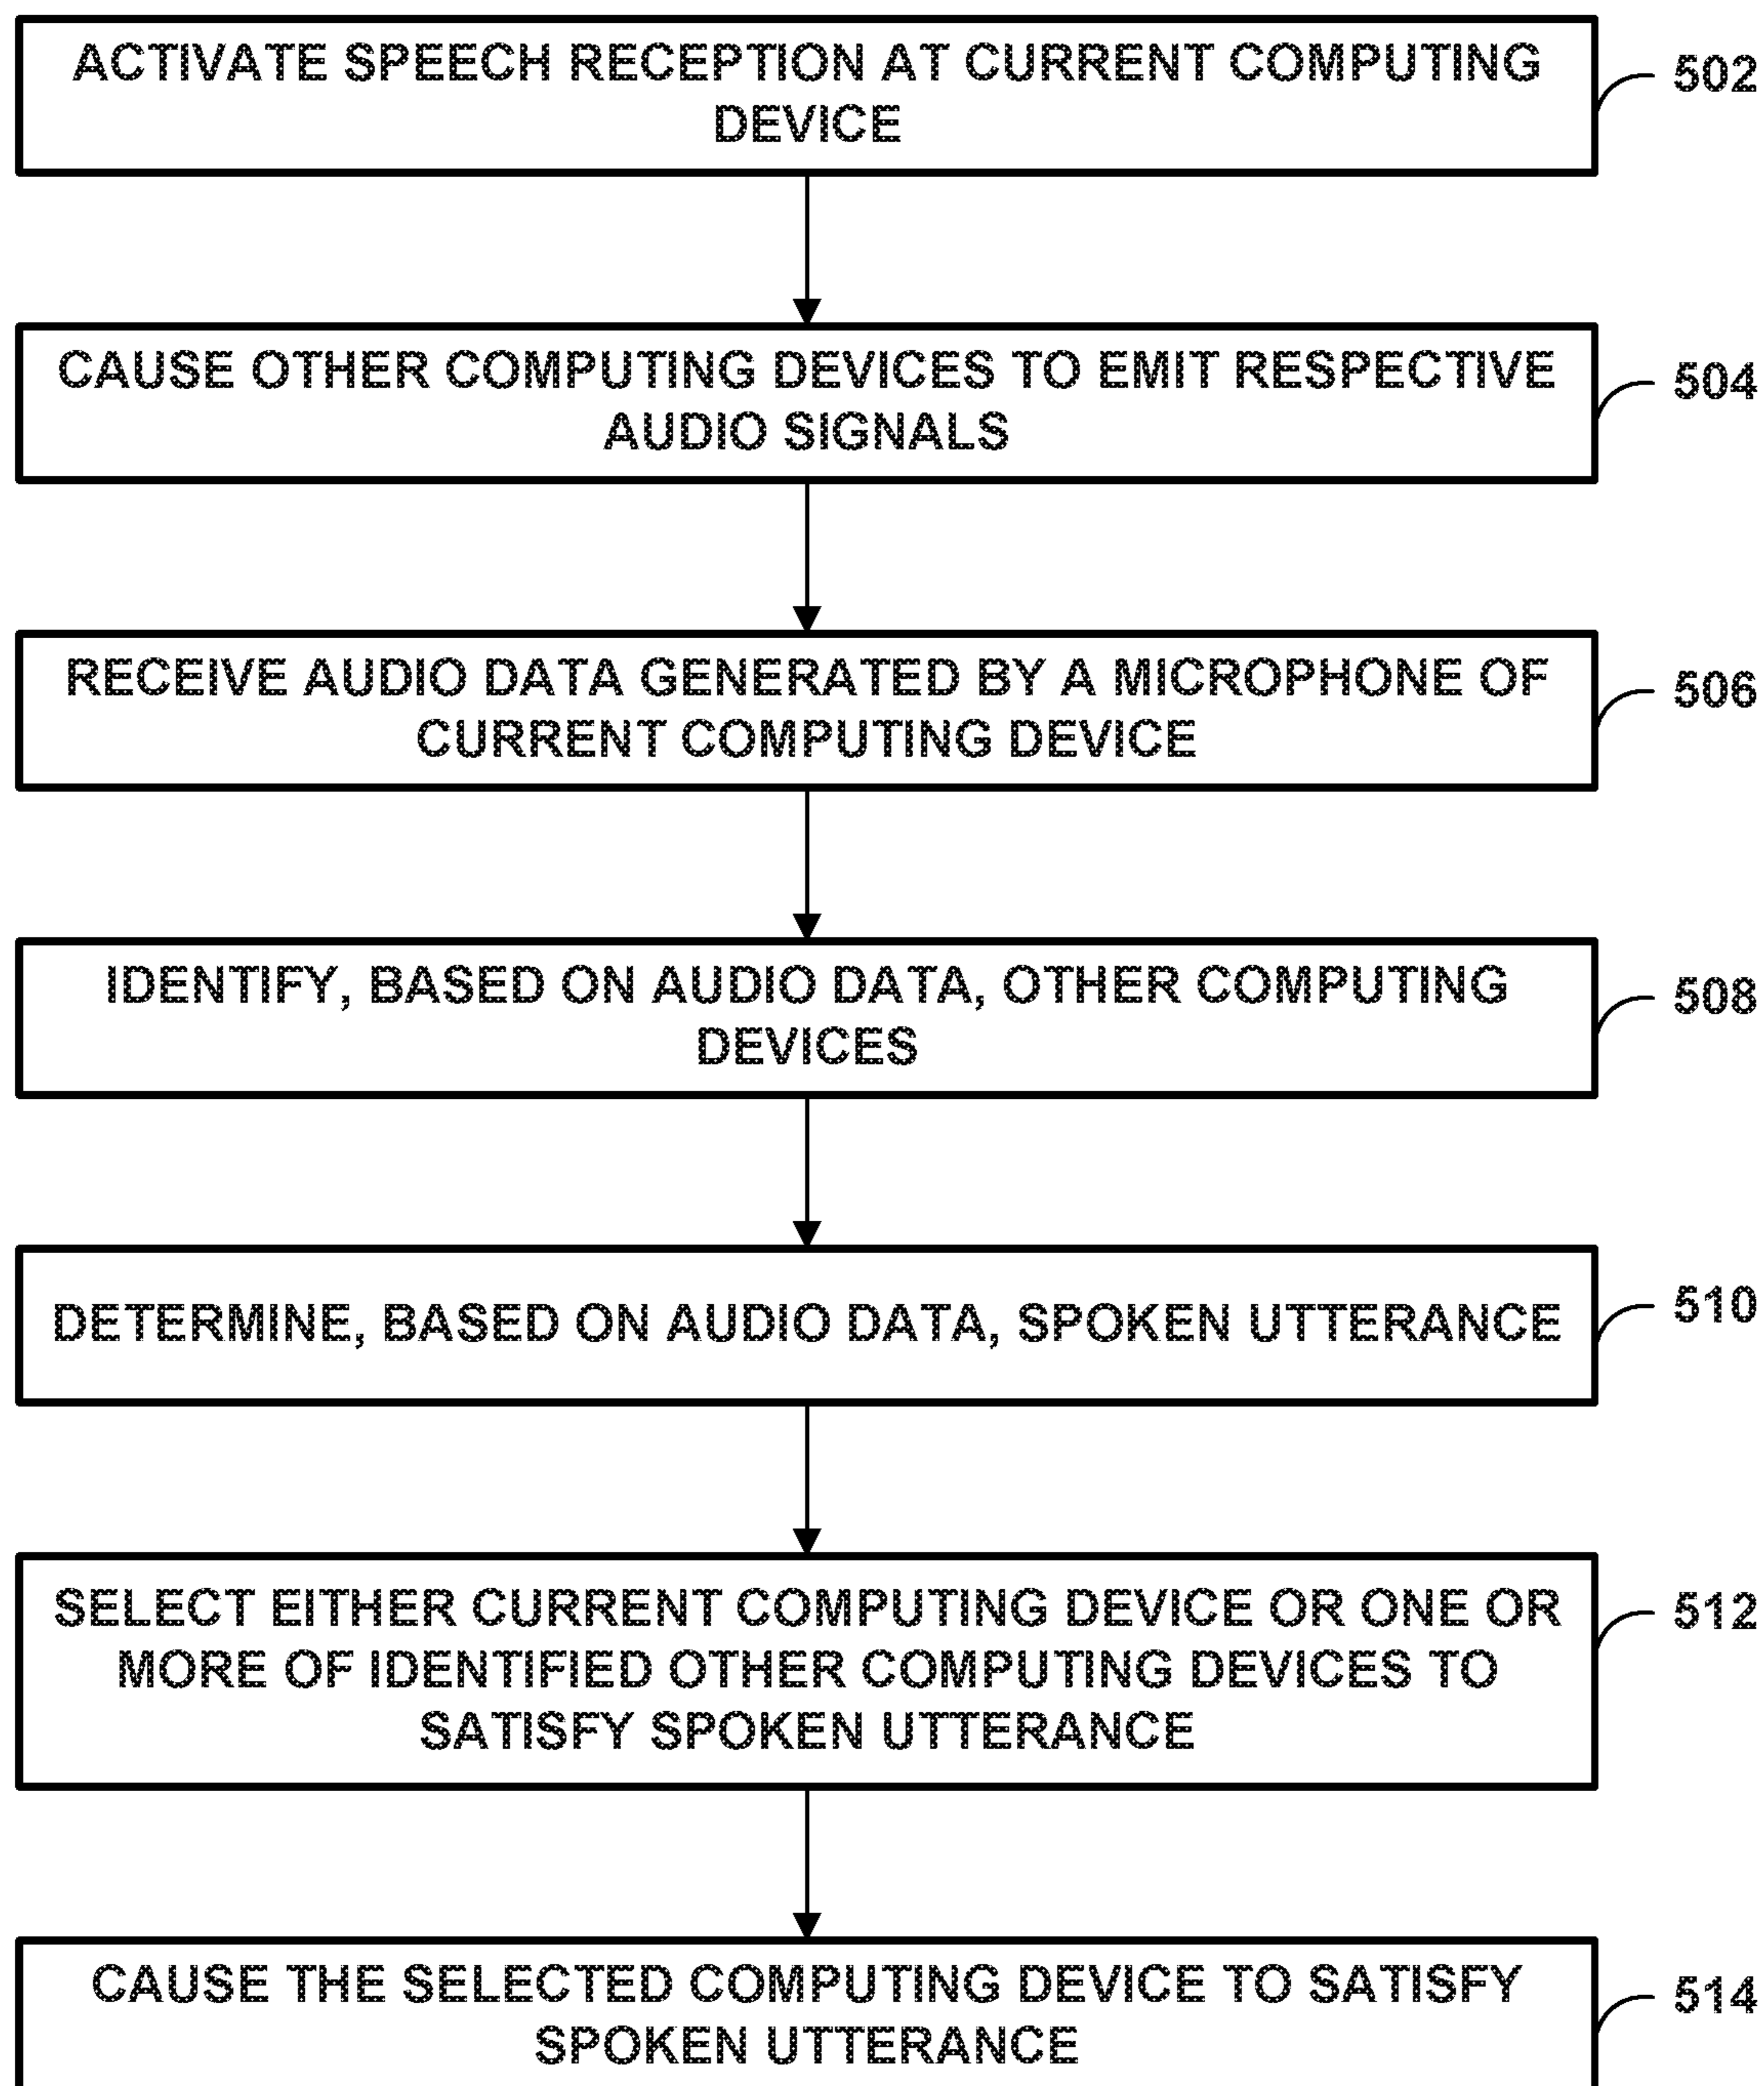 ACTIVATE SPEECH RECEPTION AT CURRENT COMPUTING
DEVICE
502
CAUSE OTHER COMPUTING DEVICES TO EMIT RESPECTIVE
AUDIO SIGNALS
504
RECEIVE AUDIO DATA GENERATED BY A MICROPHONE OF
CURRENT COMPUTING DEVICE
506
IDENTIFY, BASED ON AUDIO DATA, OTHER COMPUTING
DEVICES
508
DETERMINE, BASED ON AUDIO DATA, SPOKEN UTTERANCE
510
SELECT EITHER CURRENT COMPUTING DEVICE OR ONE OR
MORE OF IDENTIFIED OTHER COMPUTING DEVICES TO
SATISFY SPOKEN UTTERANCE
512
CAUSE THE SELECTED COMPUTING DEVICE TO SATISFY
SPOKEN UTTERANCE
514